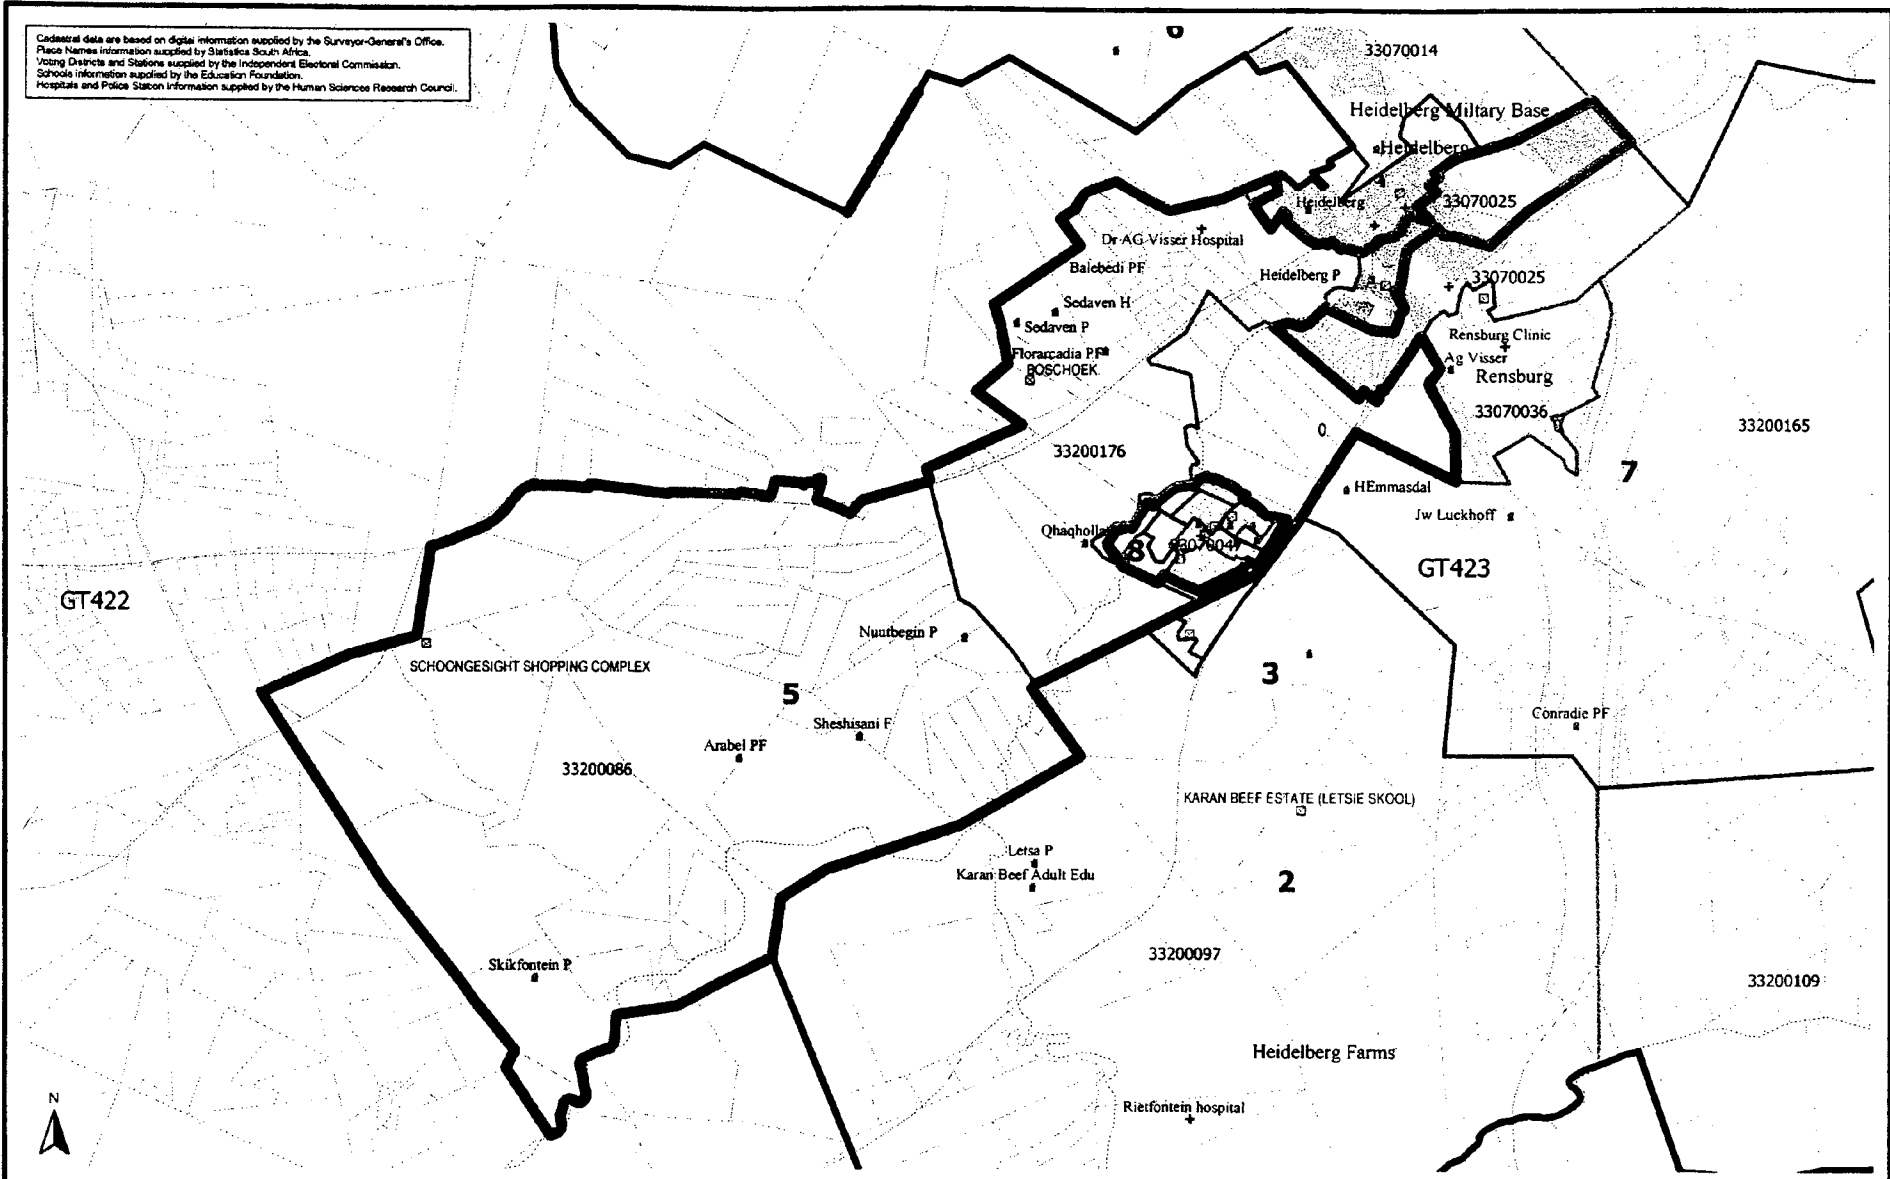 Cadastral data are based on digital information supplied by the Surveyor-General's Office.
Place Names information supplied by Statistics South Africa.
Voting Districts and Stations supplied by the Independent Electoral Commission.
Schools information supplied by the Education Foundation.
Hospitals and Police Station Information supplied by the Human Sciences Research Council.
6
33070014
Heidelberg Miltary Base
Heidelberg
Heidelberg
33070025
Dr AG Visser Hospital
Balebedi PF
Heidelberg P
33070025
Sedaven H
Sedaven P
Rensburg Clinic
Florarcadia PF
BOSCHOEK
Ag Visser
Rensburg
33070036
0
33200165
33200176
7
HEmmasdal
Jw Luckhoff
Qhaqholla
8
GT423
GT422
Nuutbegin P
SCHOONGESIGHT SHOPPING COMPLEX
3
5
Conradie PF
Sheshisani F
Arabel PF
33200086
KARAN BEEF ESTATE (LETSIE SKOOL)
Letsa P
Karan Beef Adult Edu
2
33200097
Skikfontein P
33200109
Heidelberg Farms
N
Rietfontein hospital